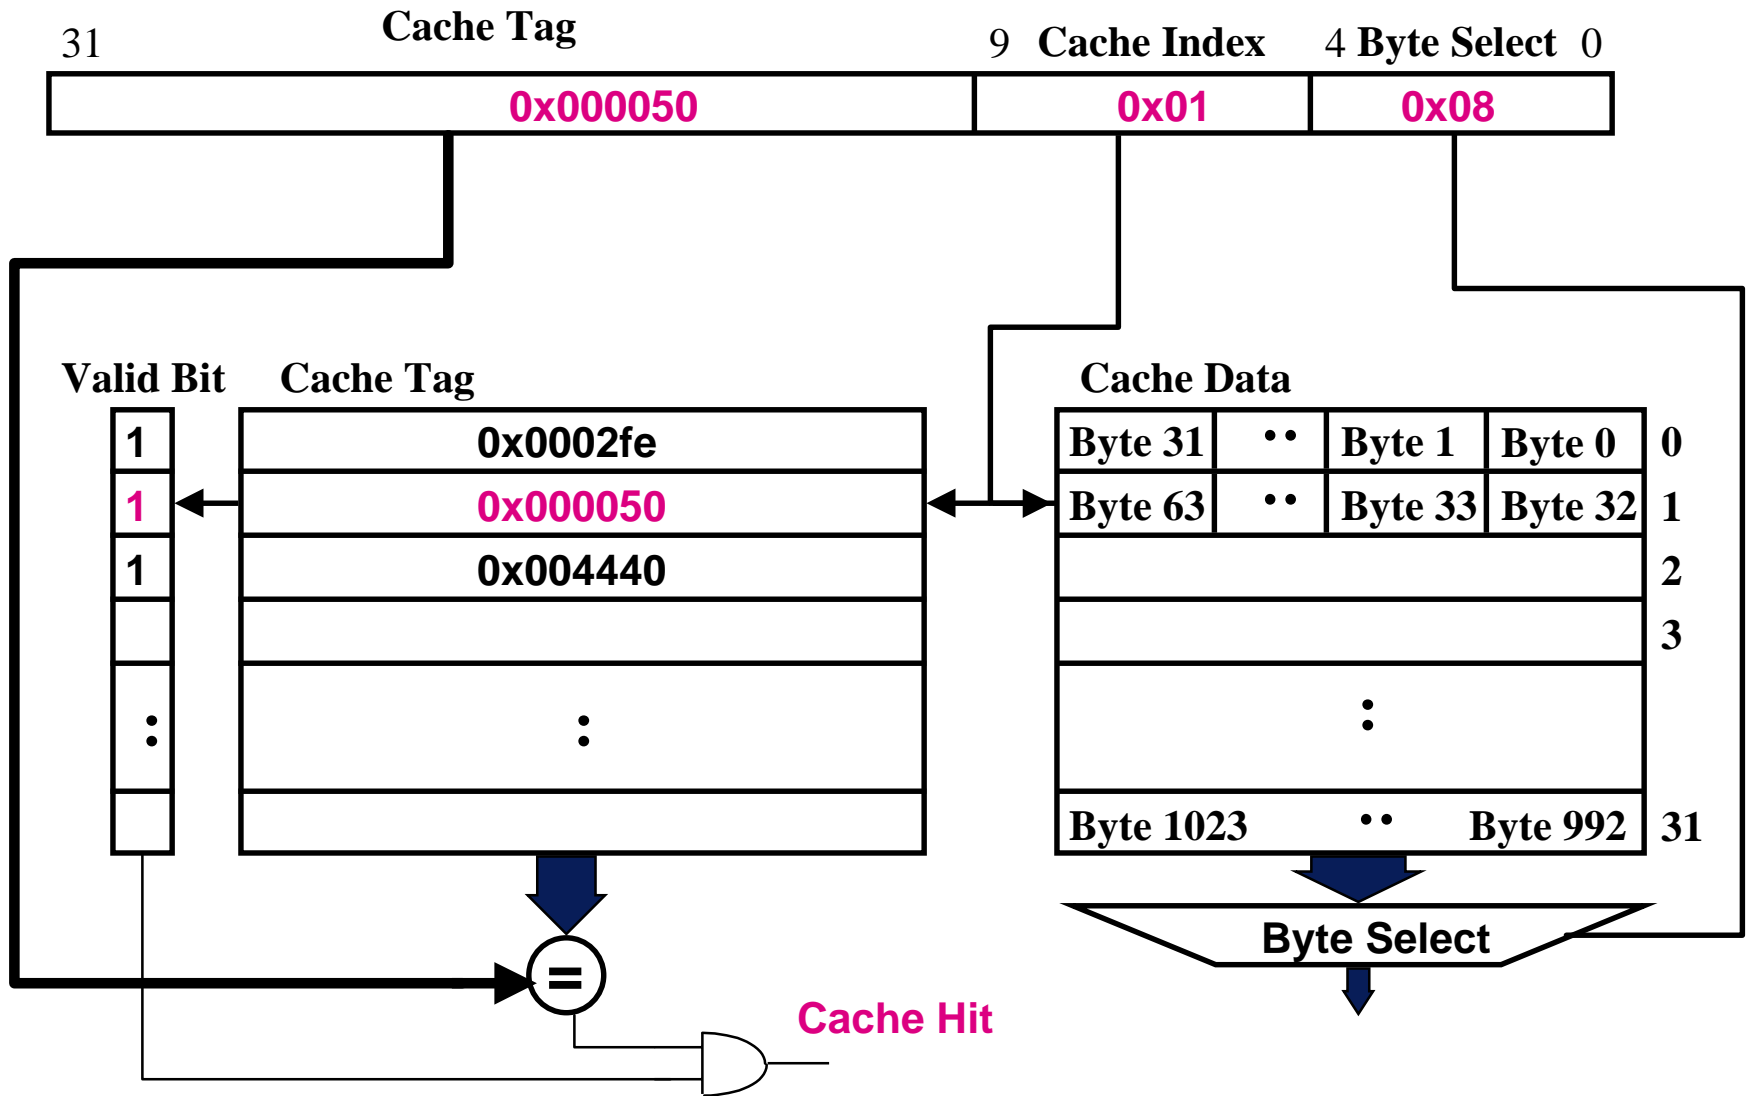 31 Cache Tag 9 Cache Index 4 Byte Select 0
0x000050 0x01 0x08
Valid Bit Cache Tag Cache Data
1 0x0002fe Byte 31 .. Byte 1 Byte 0 0
1 0x000050 Byte 63 .. Byte 33 Byte 32 1
1 0x004440 2
3
: : :
Byte 1023 .. Byte 992 31
Byte Select
=
Cache Hit